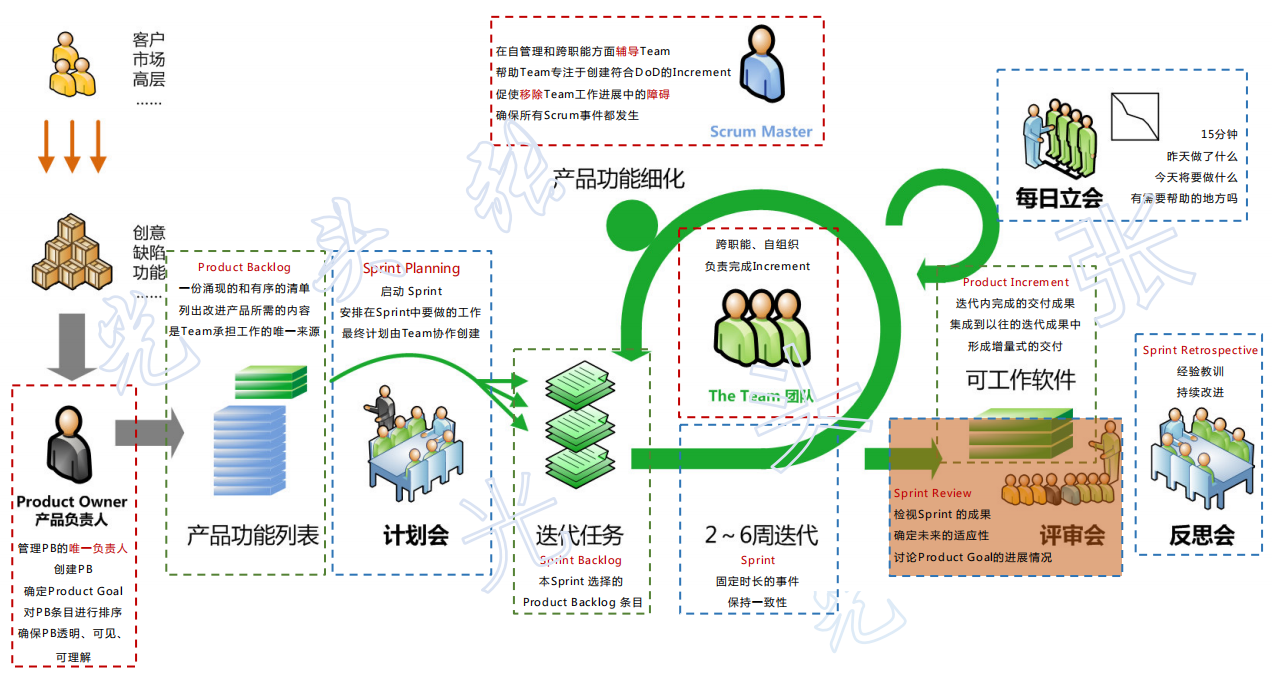 客户
市场
高层
......
创意
缺陷
功能
......
Product Owner
产品负责人
管理PB的唯一负责人
创建PB
确定Product Goal
对PB条目进行排序
确保PB透明、可见、
可理解
Product Backlog
一份涌现的和有序的清单
列出改进产品所需的内容
是Team承担工作的唯一来源
产品功能列表
Sprint Planning
启动 Sprint
安排在Sprint中要做的工作
最终计划由Team协作创建
计划会
在自管理和跨职能方面辅导Team
帮助Team专注于创建符合DoD的Increment
促使移除Team工作进展中的障碍
确保所有Scrum事件都发生
Scrum Master
产品功能细化
迭代任务
Sprint Backlog
本Sprint 选择的
Product Backlog 条目
跨职能、自组织
负责完成Increment
The Team 团队
2～6周迭代
Sprint
固定时长的事件
保持一致性
15分钟
昨天做了什么
今天将要做什么
有需要帮助的地方吗
每日立会
Product Increment
迭代内完成的交付成果
集成到以往的迭代成果中
形成增量式的交付
可工作软件
Sprint Review
检视Sprint 的成果
确定未来的适应性
讨论Product Goal的进展情况
评审会
Sprint Retrospective
经验教训
持续改进
反思会
光
头
张
光
头
张
光